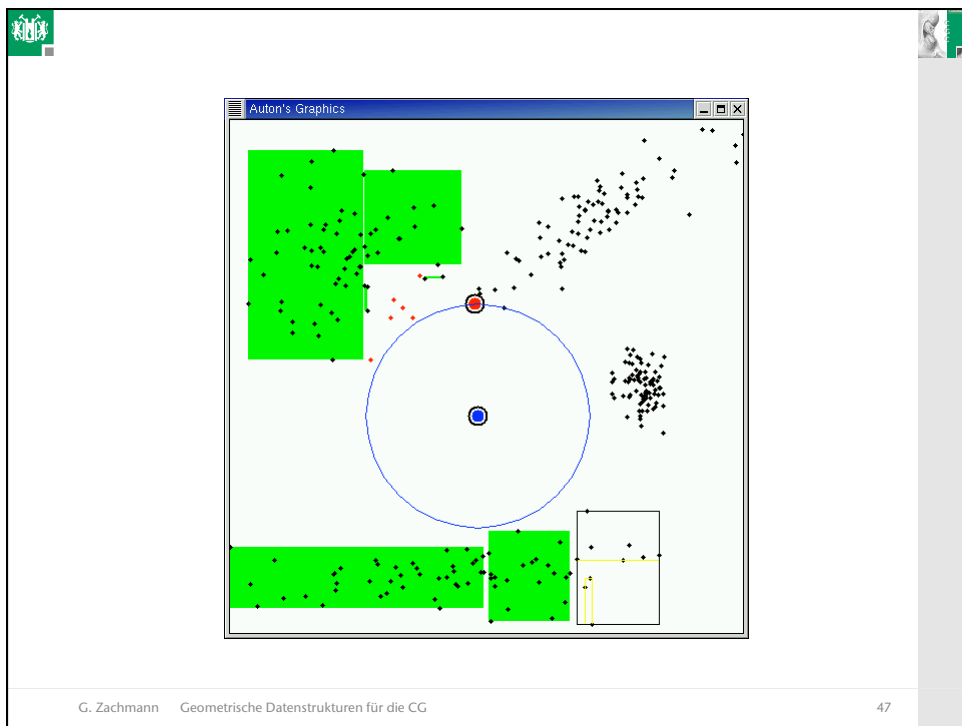 Auton's Graphics
G. Zachmann Geometrische Datenstrukturen für die CG 47